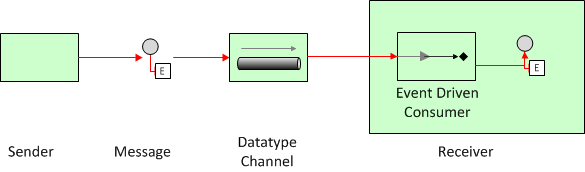 E
E
Event Driven
Consumer
Sender
Message
Datatype
Channel
Receiver